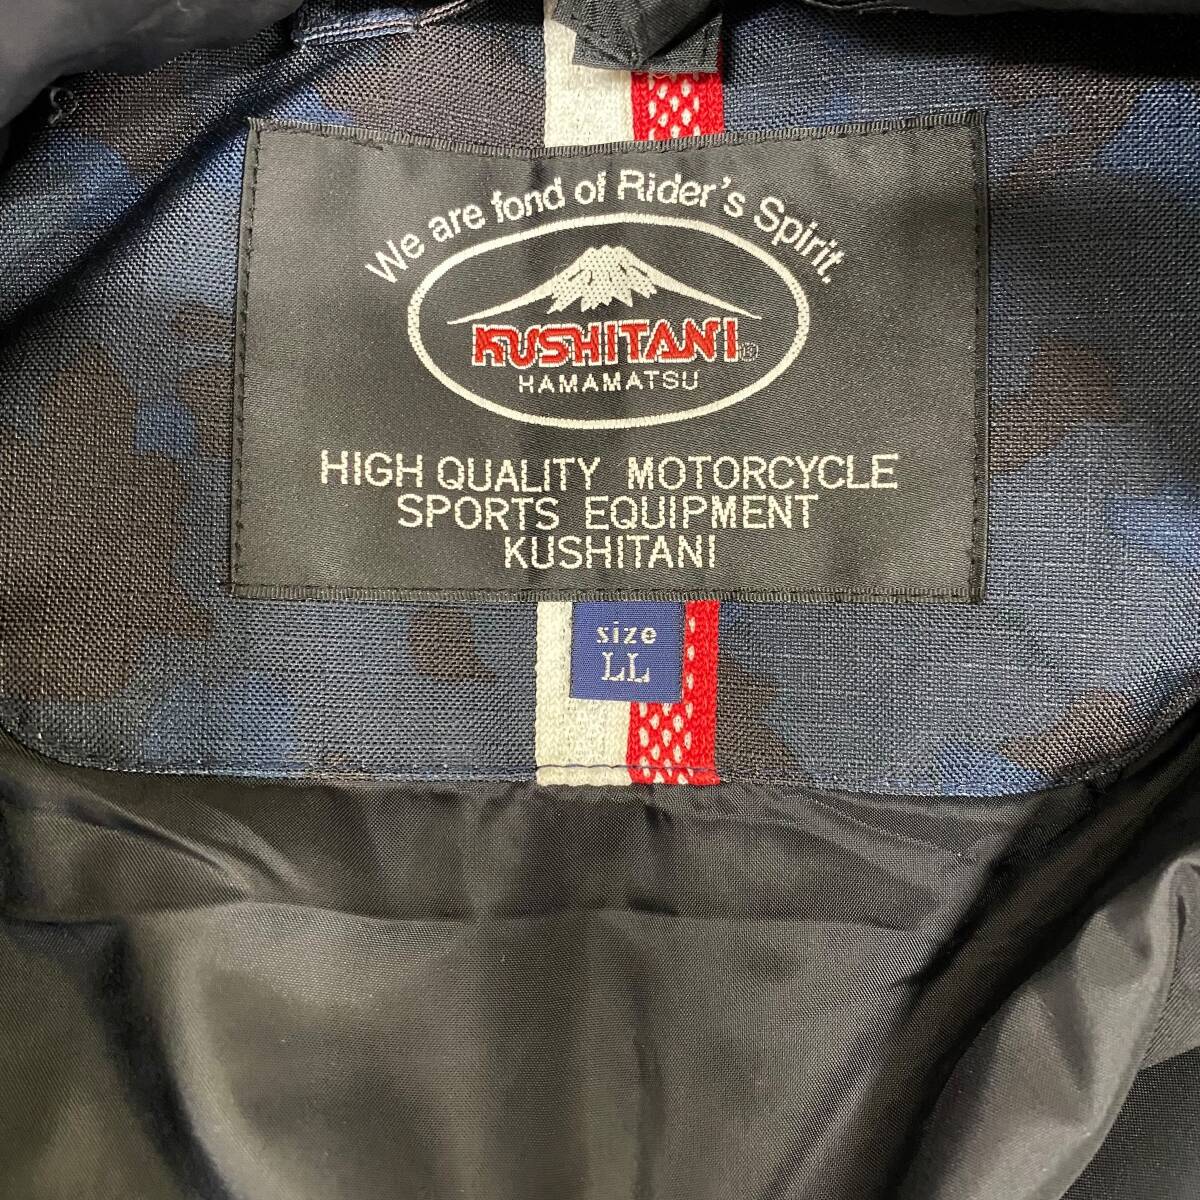 We are fond of Rider's Spirit.
KUSHITANI®
HAMAMATSU
HIGH QUALITY MOTORCYCLE
SPORTS EQUIPMENT
KUSHITANI
size
LL